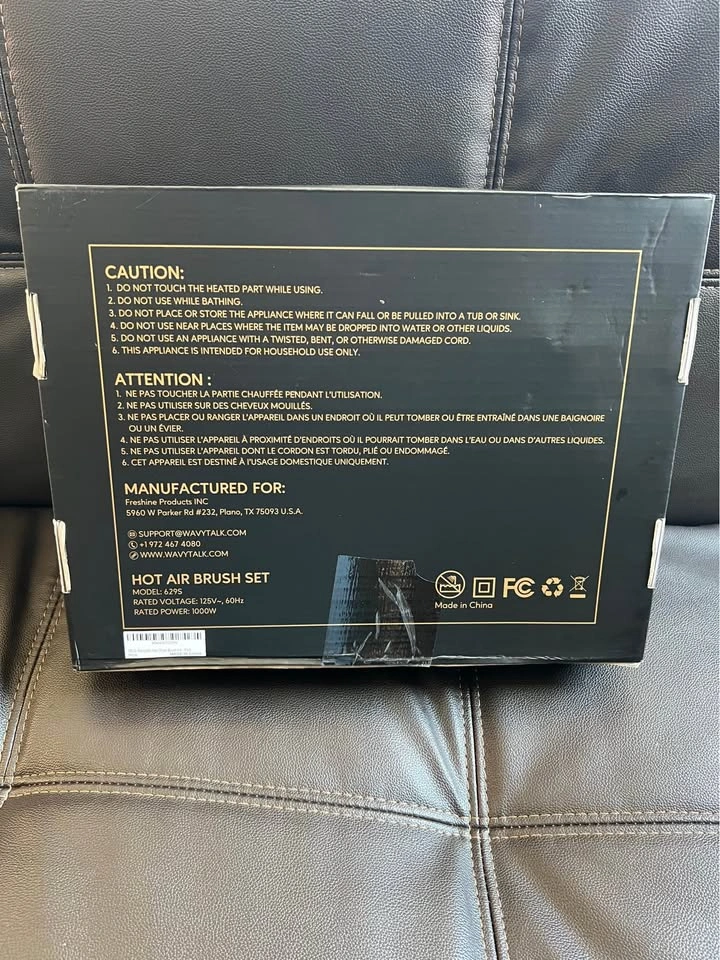 CAUTION:
1. DO NOT TOUCH THE HEATED PART WHILE USING.
2. DO NOT USE WHILE BATHING.
3. DO NOT PLACE OR STORE THE APPLIANCE WHERE IT CAN FALL OR BE PULLED INTO A TUB OR SINK.
4. DO NOT USE NEAR PLACES WHERE THE ITEM MAY BE DROPPED INTO WATER OR OTHER LIQUIDS.
5. DO NOT USE AN APPLIANCE WITH A TWISTED, BENT, OR OTHERWISE DAMAGED CORD.
6. THIS APPLIANCE IS INTENDED FOR HOUSEHOLD USE ONLY.
ATTENTION :
1. NE PAS TOUCHER LA PARTIE CHAUFFÉE PENDANT L'UTILISATION.
2. NE PAS UTILISER SUR DES CHEVEUX MOUILLÉS.
3. NE PAS PLACER OU RANGER L'APPAREIL DANS UN ENDROIT OÙ IL PEUT TOMBER OU ÊTRE ENTRAÎNÉ DANS UNE BAIGNOIRE
OU UN ÉVIER.
4. NE PAS UTILISER L'APPAREIL À PROXIMITÉ D'ENDROITS OÙ IL POURRAIT TOMBER DANS L'EAU OU DANS D'AUTRES LIQUIDES.
5. NE PAS UTILISER L'APPAREIL DONT LE CORDON EST TORDU, PLIÉ OU ENDOMMAGÉ.
6. CET APPAREIL EST DESTINÉ À L'USAGE DOMESTIQUE UNIQUEMENT.
MANUFACTURED FOR:
Freshine Products INC
5960 W Parker Rd #232, Plano, TX 75093 U.S.A.
SUPPORT@WAVYTALK.COM
+1 972 467 4080
WWW.WAVYTALK.COM
HOT AIR BRUSH SET
MODEL: 629S
RATED VOLTAGE: 125V~, 60Hz
RATED POWER: 1000W
FC
Made in China